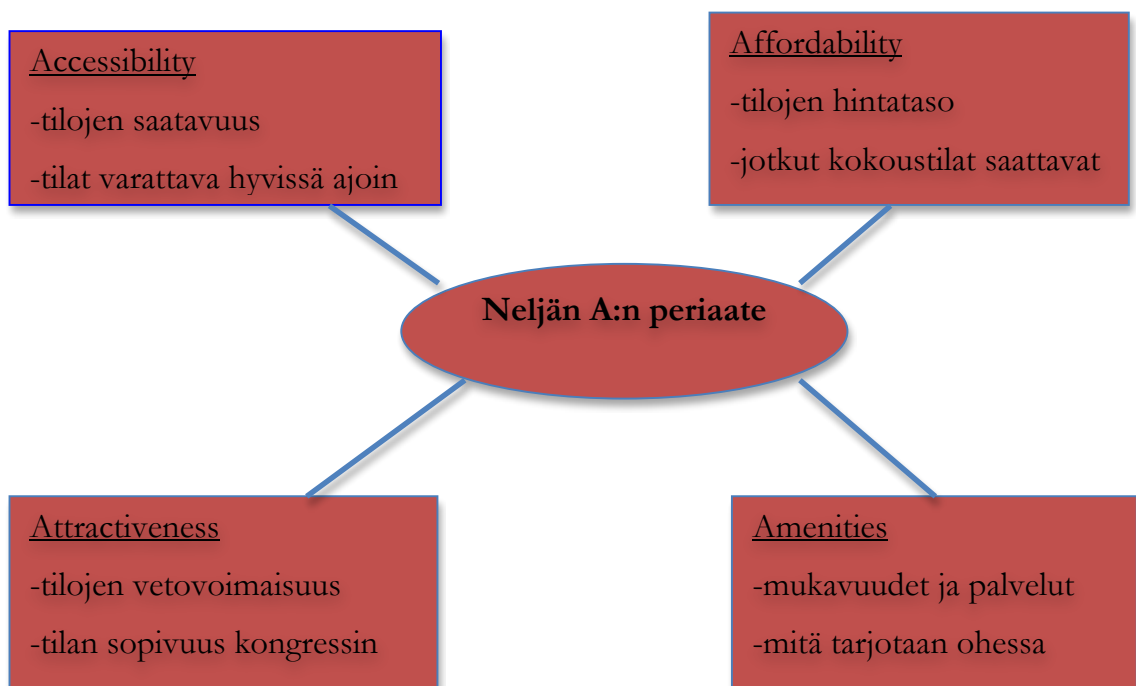 Accessibility
-tilojen saatavuus
-tilat varattava hyvissä ajoin
Affordability
-tilojen hintataso
-jotkut kokoustilat saattavat
Neljän A:n periaate
Attractiveness
-tilojen vetovoimaisuus
-tilan sopivuus kongressin
Amenities
-mukavuudet ja palvelut
-mitä tarjotaan ohessa